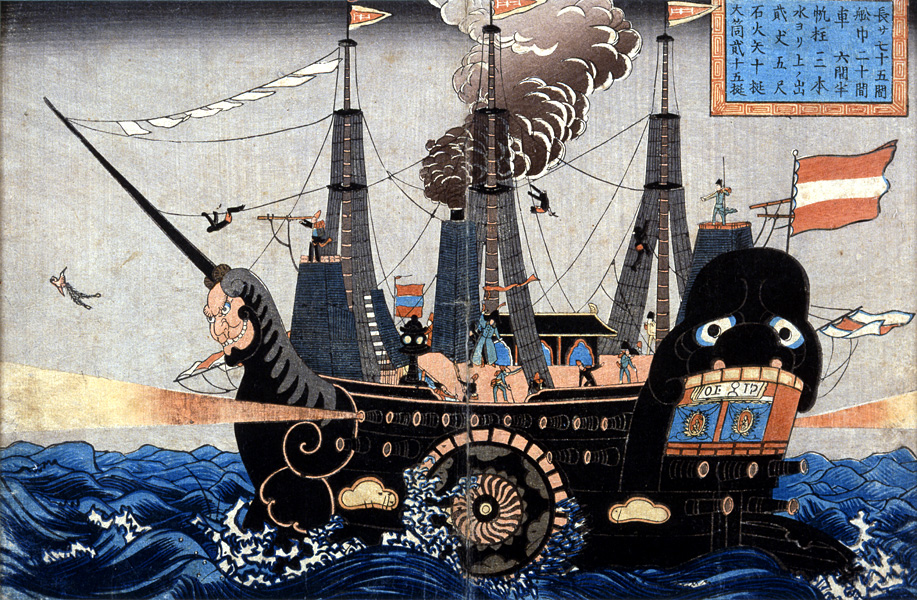 長サ七十五間
舩巾二十間
車 六間半
帆柱三本
水ヨリ上ノ出
貳丈五尺
石火矢十挺
大筒貳十五挺